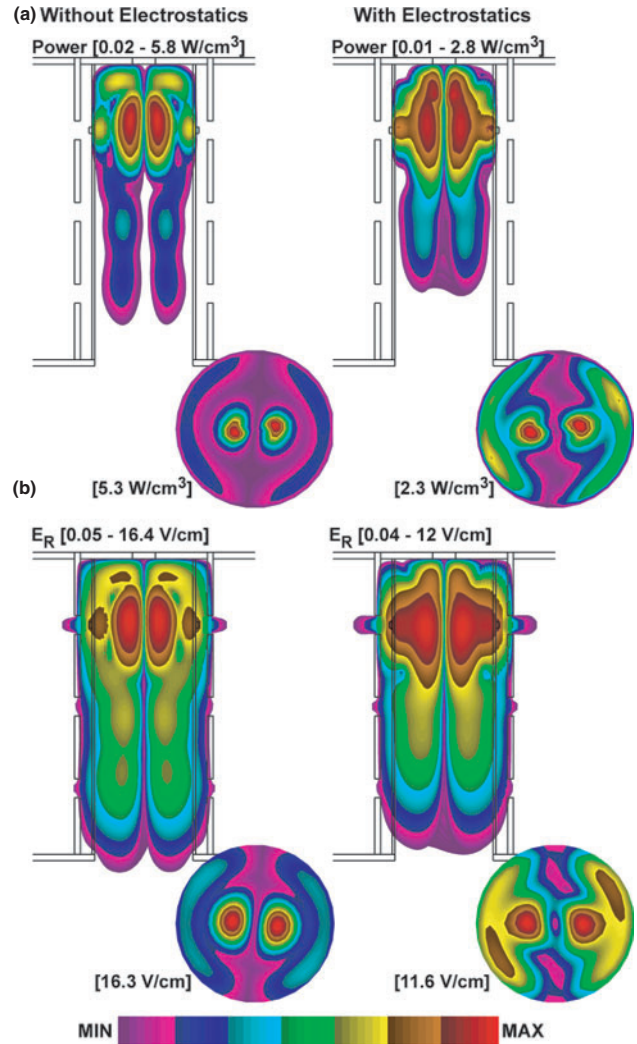 (a) Without Electrostatics With Electrostatics
Power [0.02 - 5.8 W/cm³] Power [0.01 - 2.8 W/cm³]
[5.3 W/cm³] [2.3 W/cm³]
(b)
E_R [0.05 - 16.4 V/cm] E_R [0.04 - 12 V/cm]
[16.3 V/cm] [11.6 V/cm]
MIN MAX